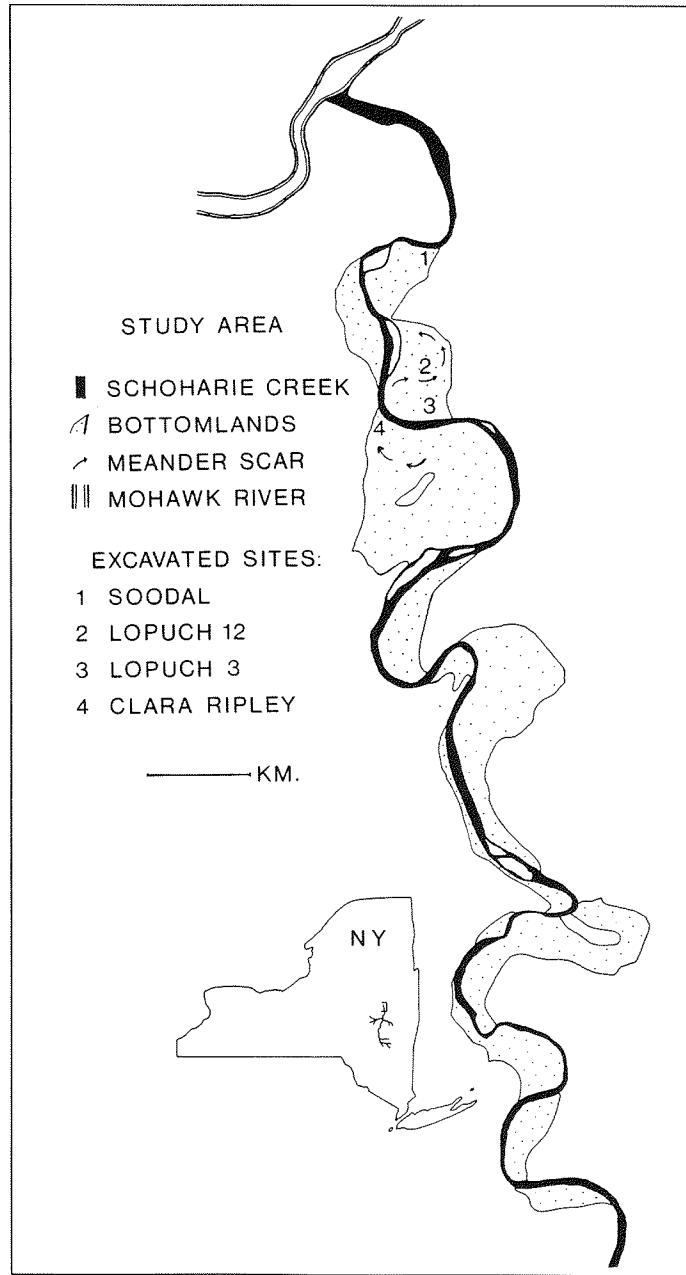 STUDY AREA
SCHOHARIE CREEK
BOTTOMLANDS
MEANDER SCAR
MOHAWK RIVER
EXCAVATED SITES:
1 SOODAL
2 LOPUCH 12
3 LOPUCH 3
4 CLARA RIPLEY
KM.
1
2
3
4
NY